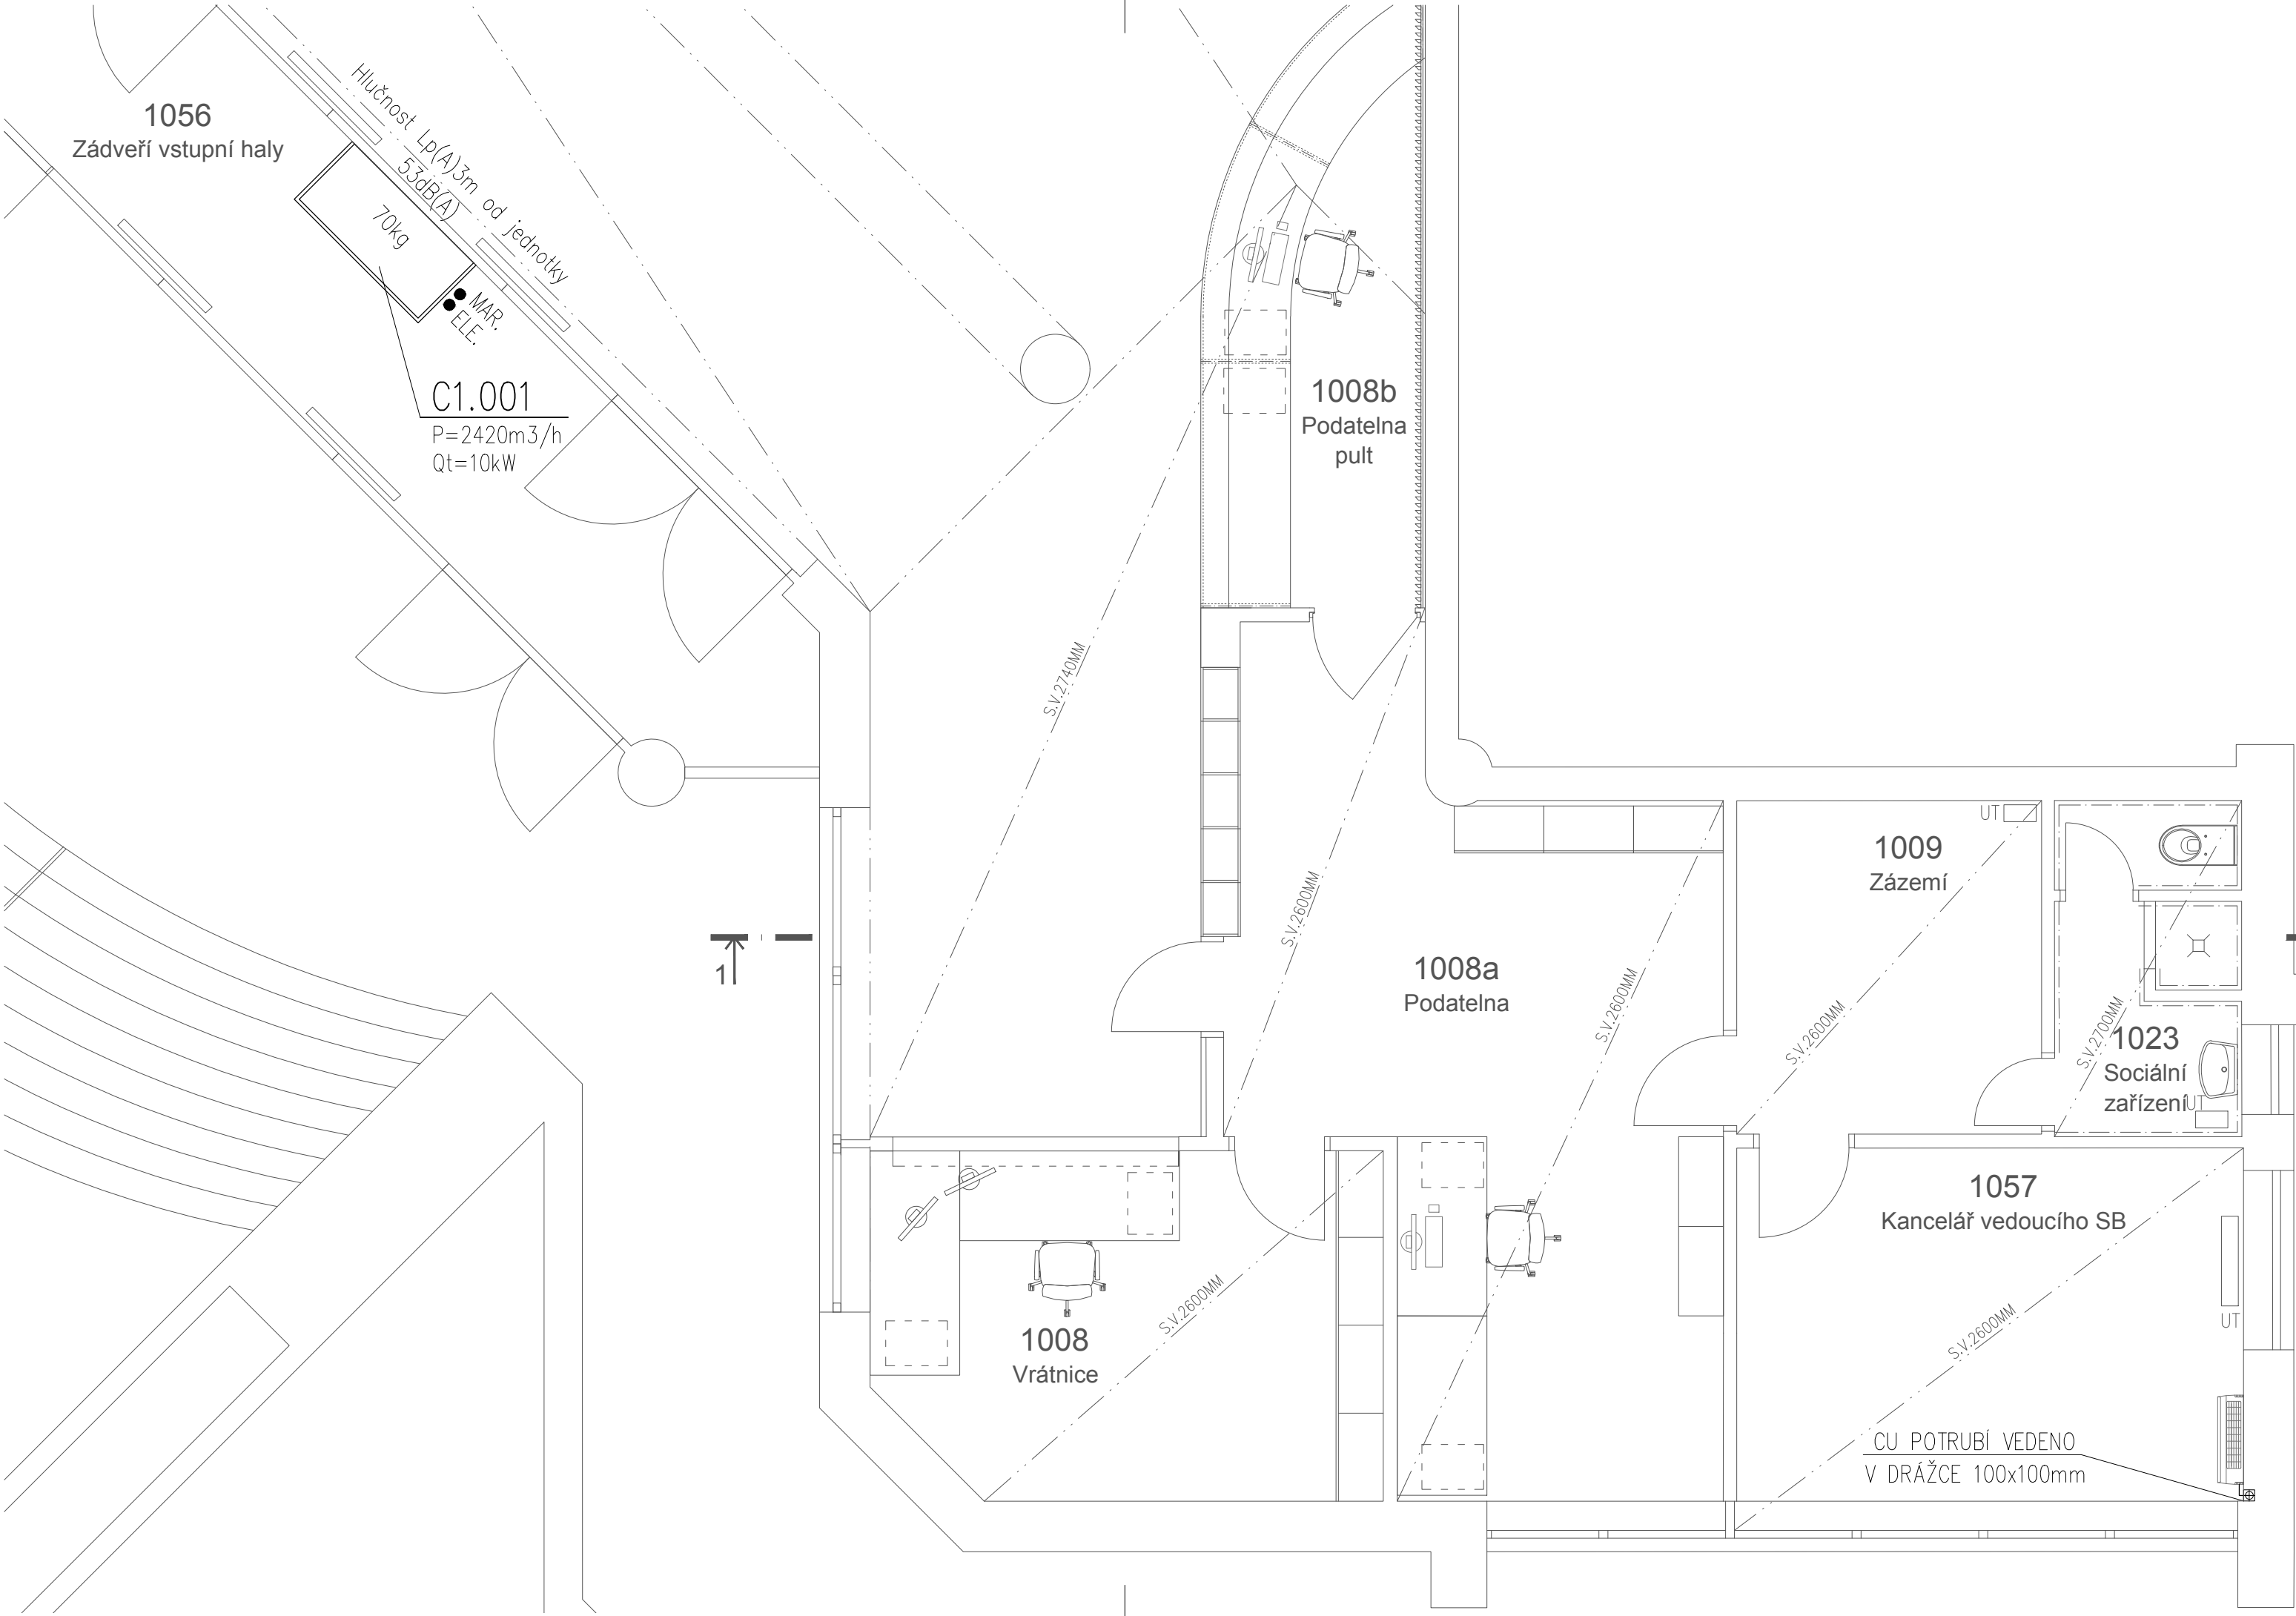 1056
Zádveří vstupní haly
Hlučnost Lp(A)3m od jednotky
53dB(A)
70kg
MAR.
ELE.
C1.001
P=2420m3/h
Qt=10kW
1008b
Podatelna
pult
S.V.2740MM
S.V.2600MM
1
1008a
Podatelna
S.V.2600MM
UT
1009
Zázemí
S.V.2600MM
S.V.2700MM
1023
Sociální
zařízení
UT
1057
Kancelář vedoucího SB
UT
S.V.2600MM
1008
Vrátnice
S.V.2600MM
CU POTRUBÍ VEDENO
V DRÁŽCE 100x100mm